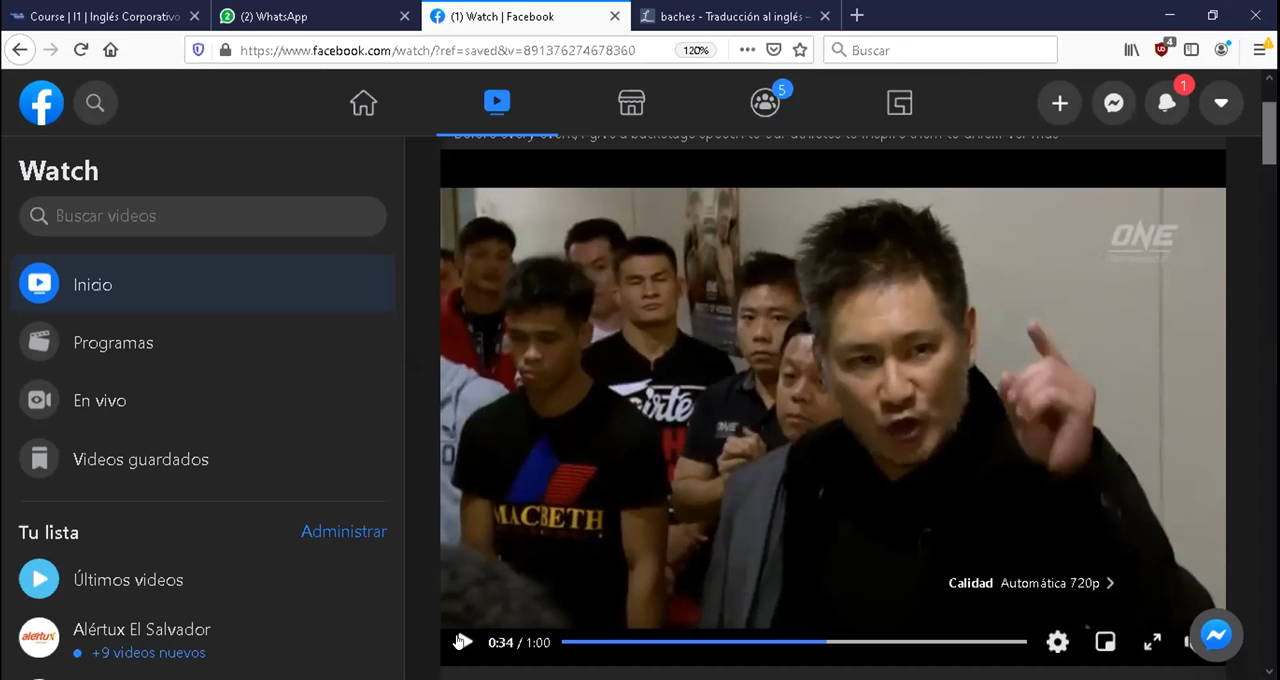 Course | I1 | Inglés Corporativo
(2) WhatsApp
(1) Watch | Facebook
baches - Traducción al inglés –
https://www.facebook.com/watch/?ref=saved&v=891376274678360
120%
Buscar
4
5
1
Watch
Buscar videos
Inicio
Programas
En vivo
Videos guardados
Tu lista
Administrar
Últimos videos
Alértux El Salvador
+9 videos nuevos
alértux
ONE
MACBETH
Calidad Automática 720p
0:34 / 1:00